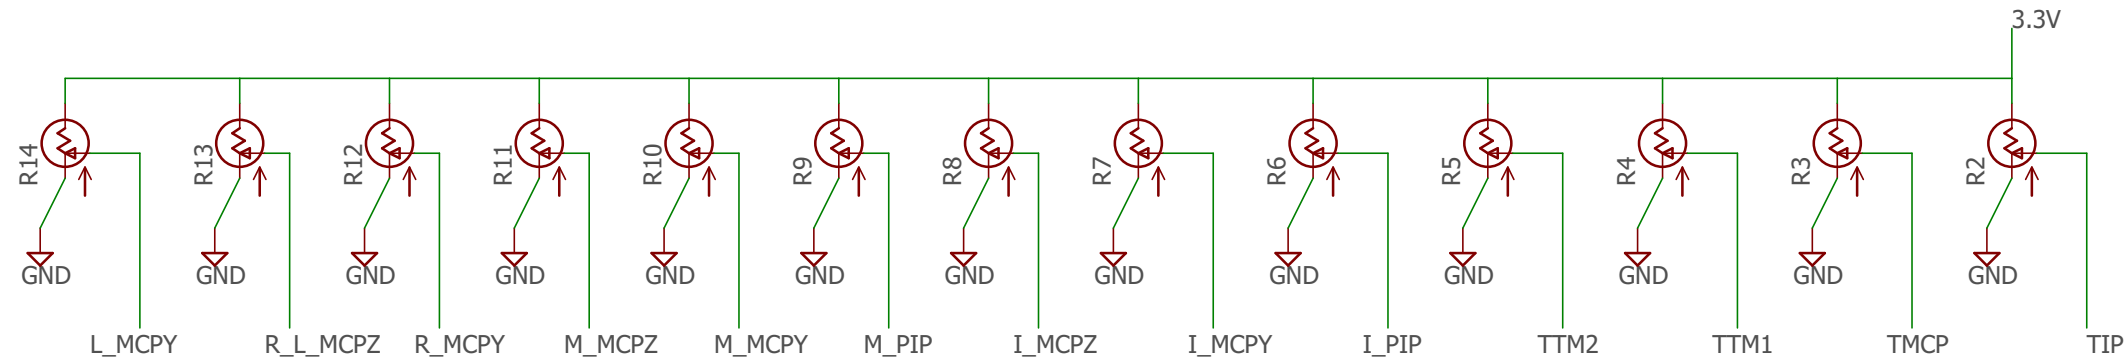 3.3V
R14 R13 R12 R11 R10 R9 R8 R7 R6 R5 R4 R3 R2
GND GND GND GND GND GND GND GND GND GND GND GND GND
L_MCPY R_L_MCPZ R_MCPY M_MCPZ M_MCPY M_PIP I_MCPZ I_MCPY I_PIP TTM2 TTM1 TMCP TIP